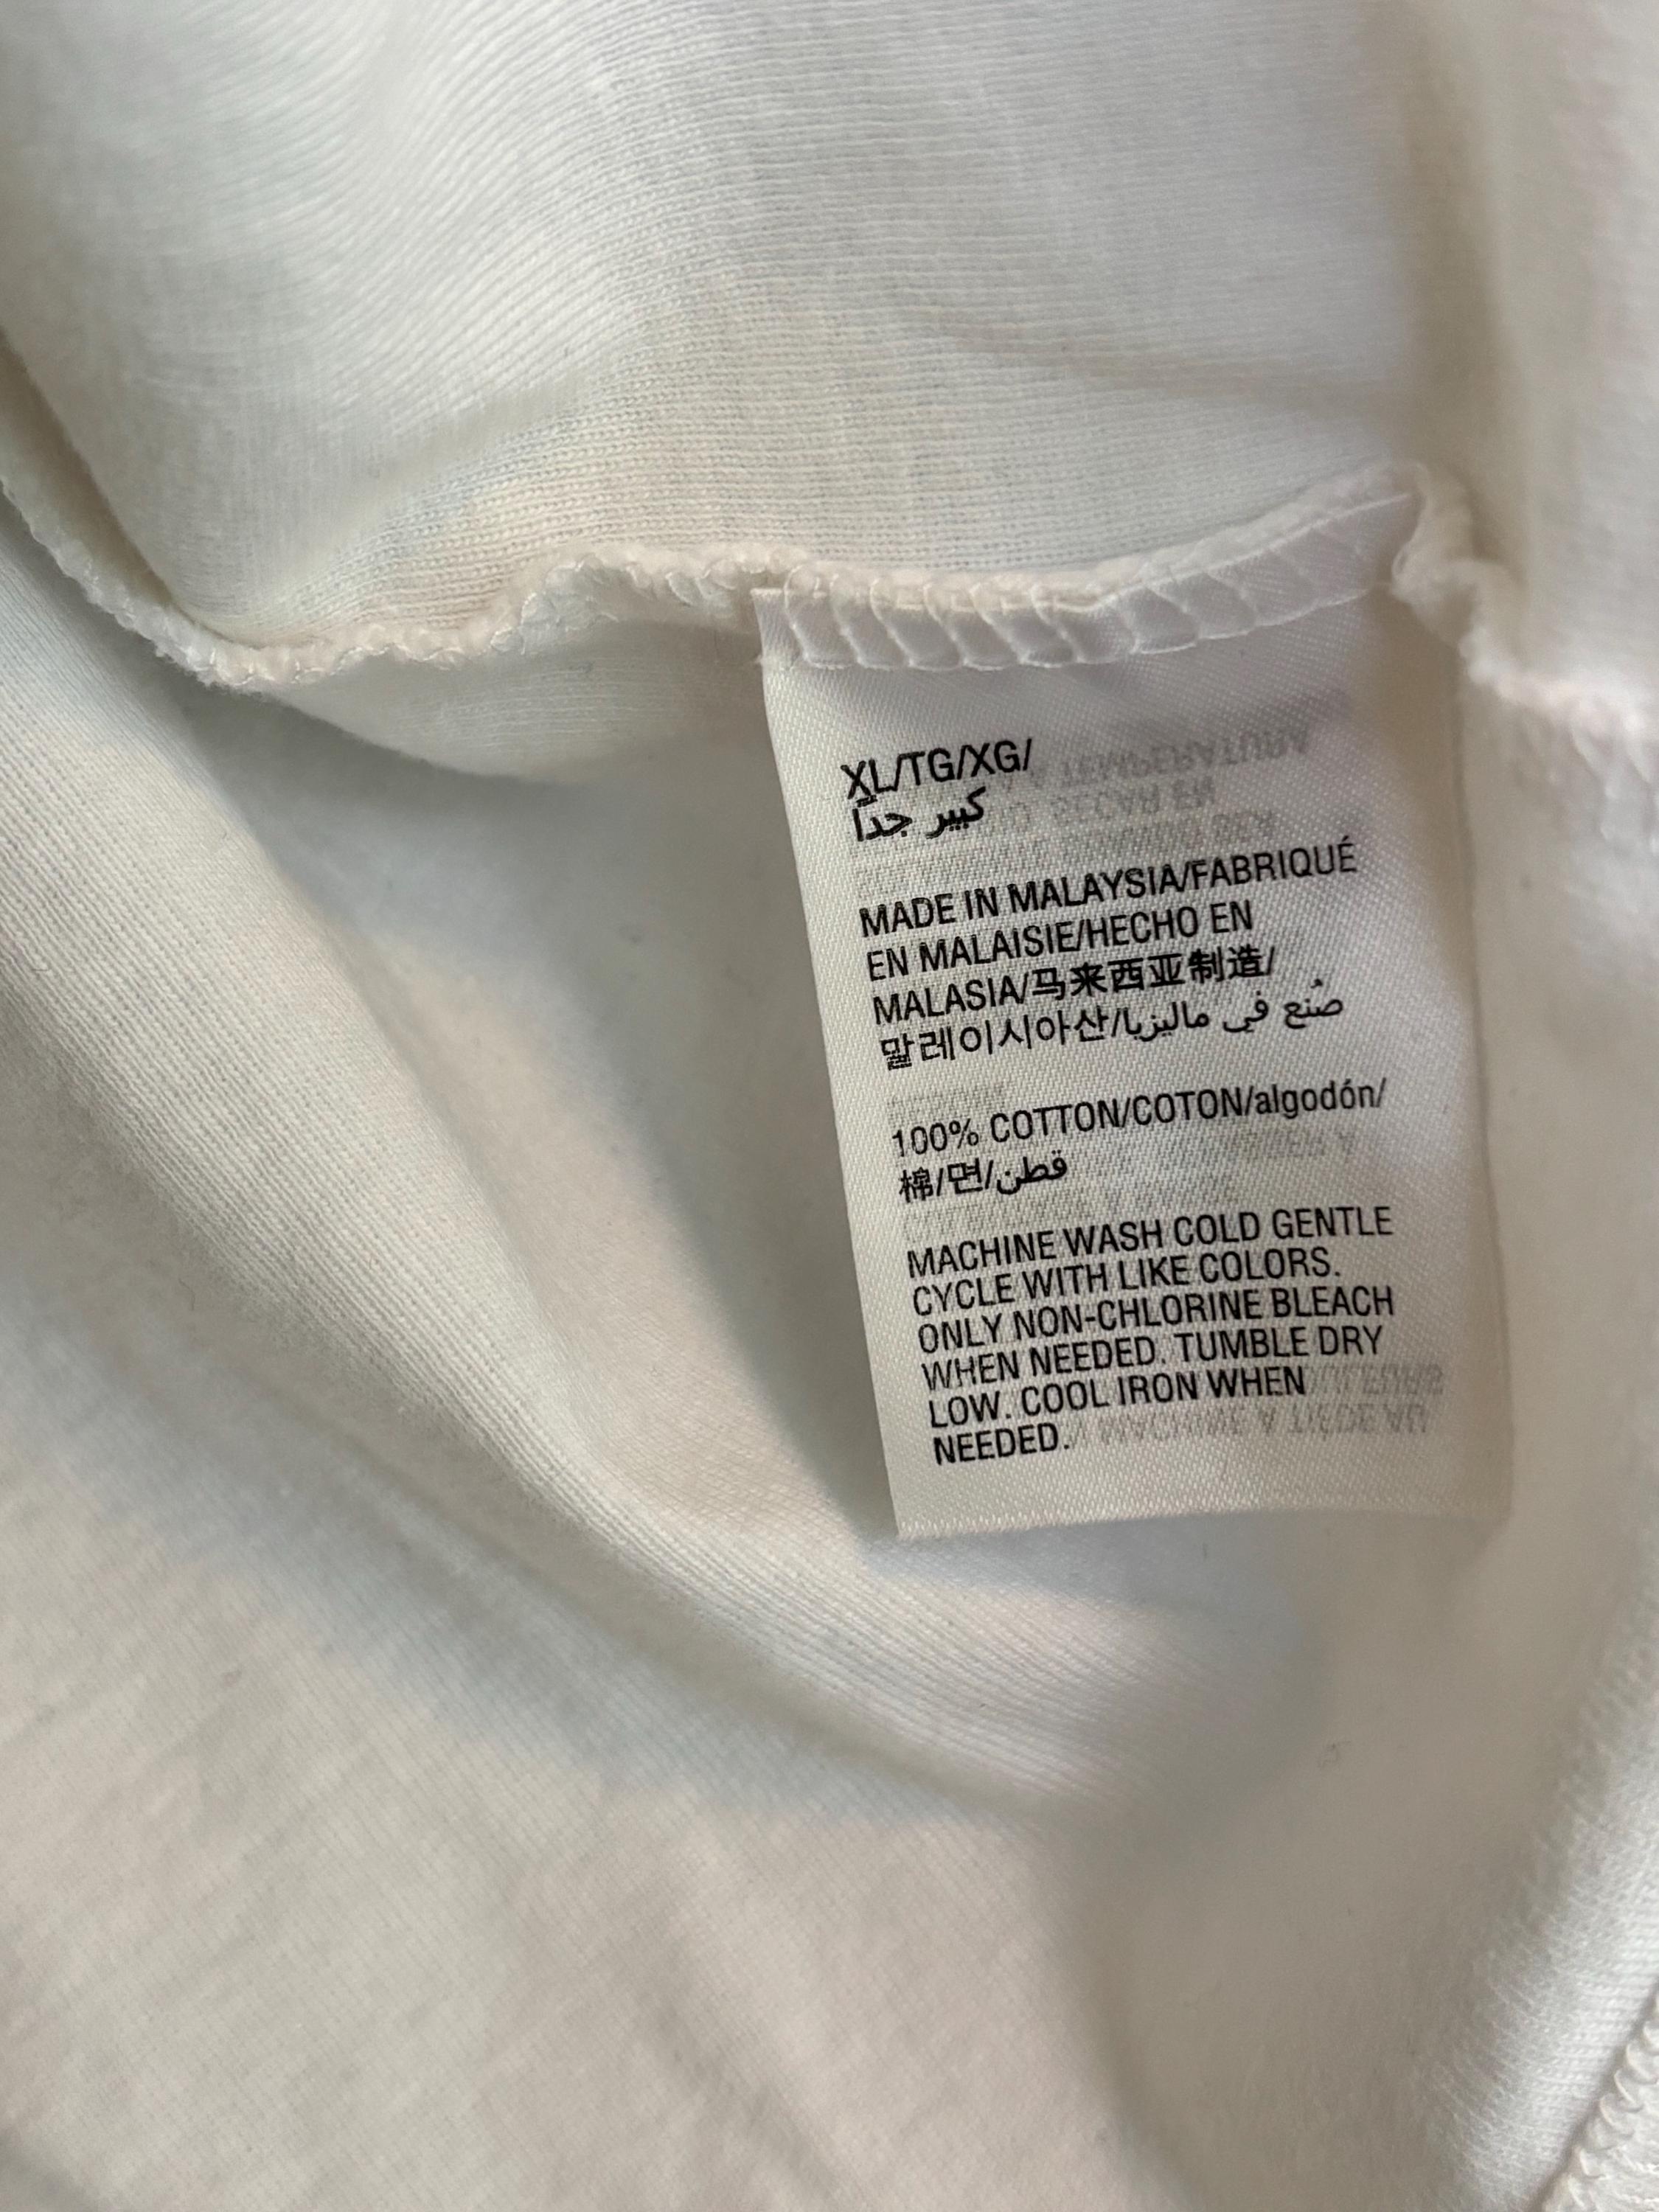 XL/TG/XG/
كبير جداً
MADE IN MALAYSIA/FABRIQUÉ
EN MALAISIE/HECHO EN
MALASIA/马来西亚制造/
말레이시아산/صُنع في ماليزيا
100% COTTON/COTON/algodón/
棉/면/قطن
MACHINE WASH COLD GENTLE
CYCLE WITH LIKE COLORS.
ONLY NON-CHLORINE BLEACH
WHEN NEEDED. TUMBLE DRY
LOW. COOL IRON WHEN
NEEDED.